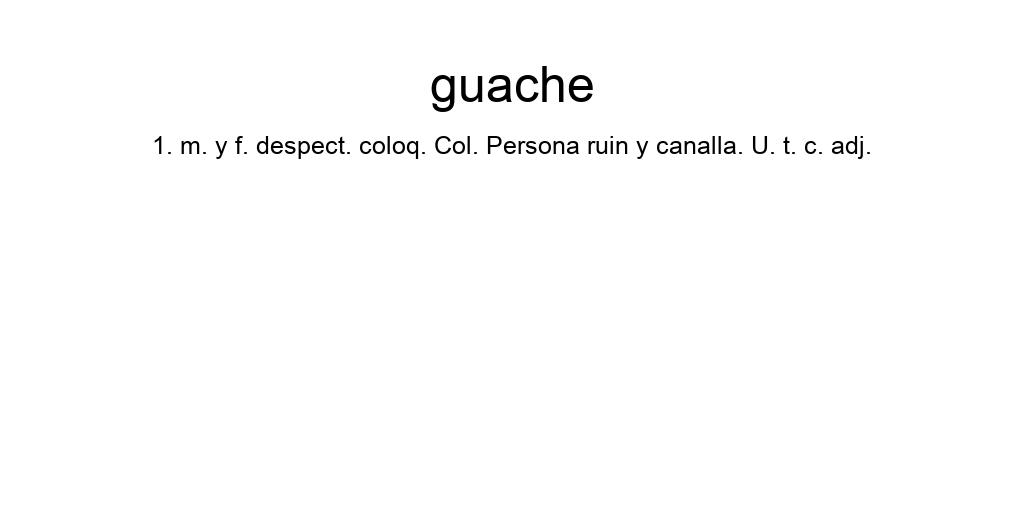 guache
1. m. y f. despect. coloq. Col. Persona ruin y canalla. U. t. c. adj.